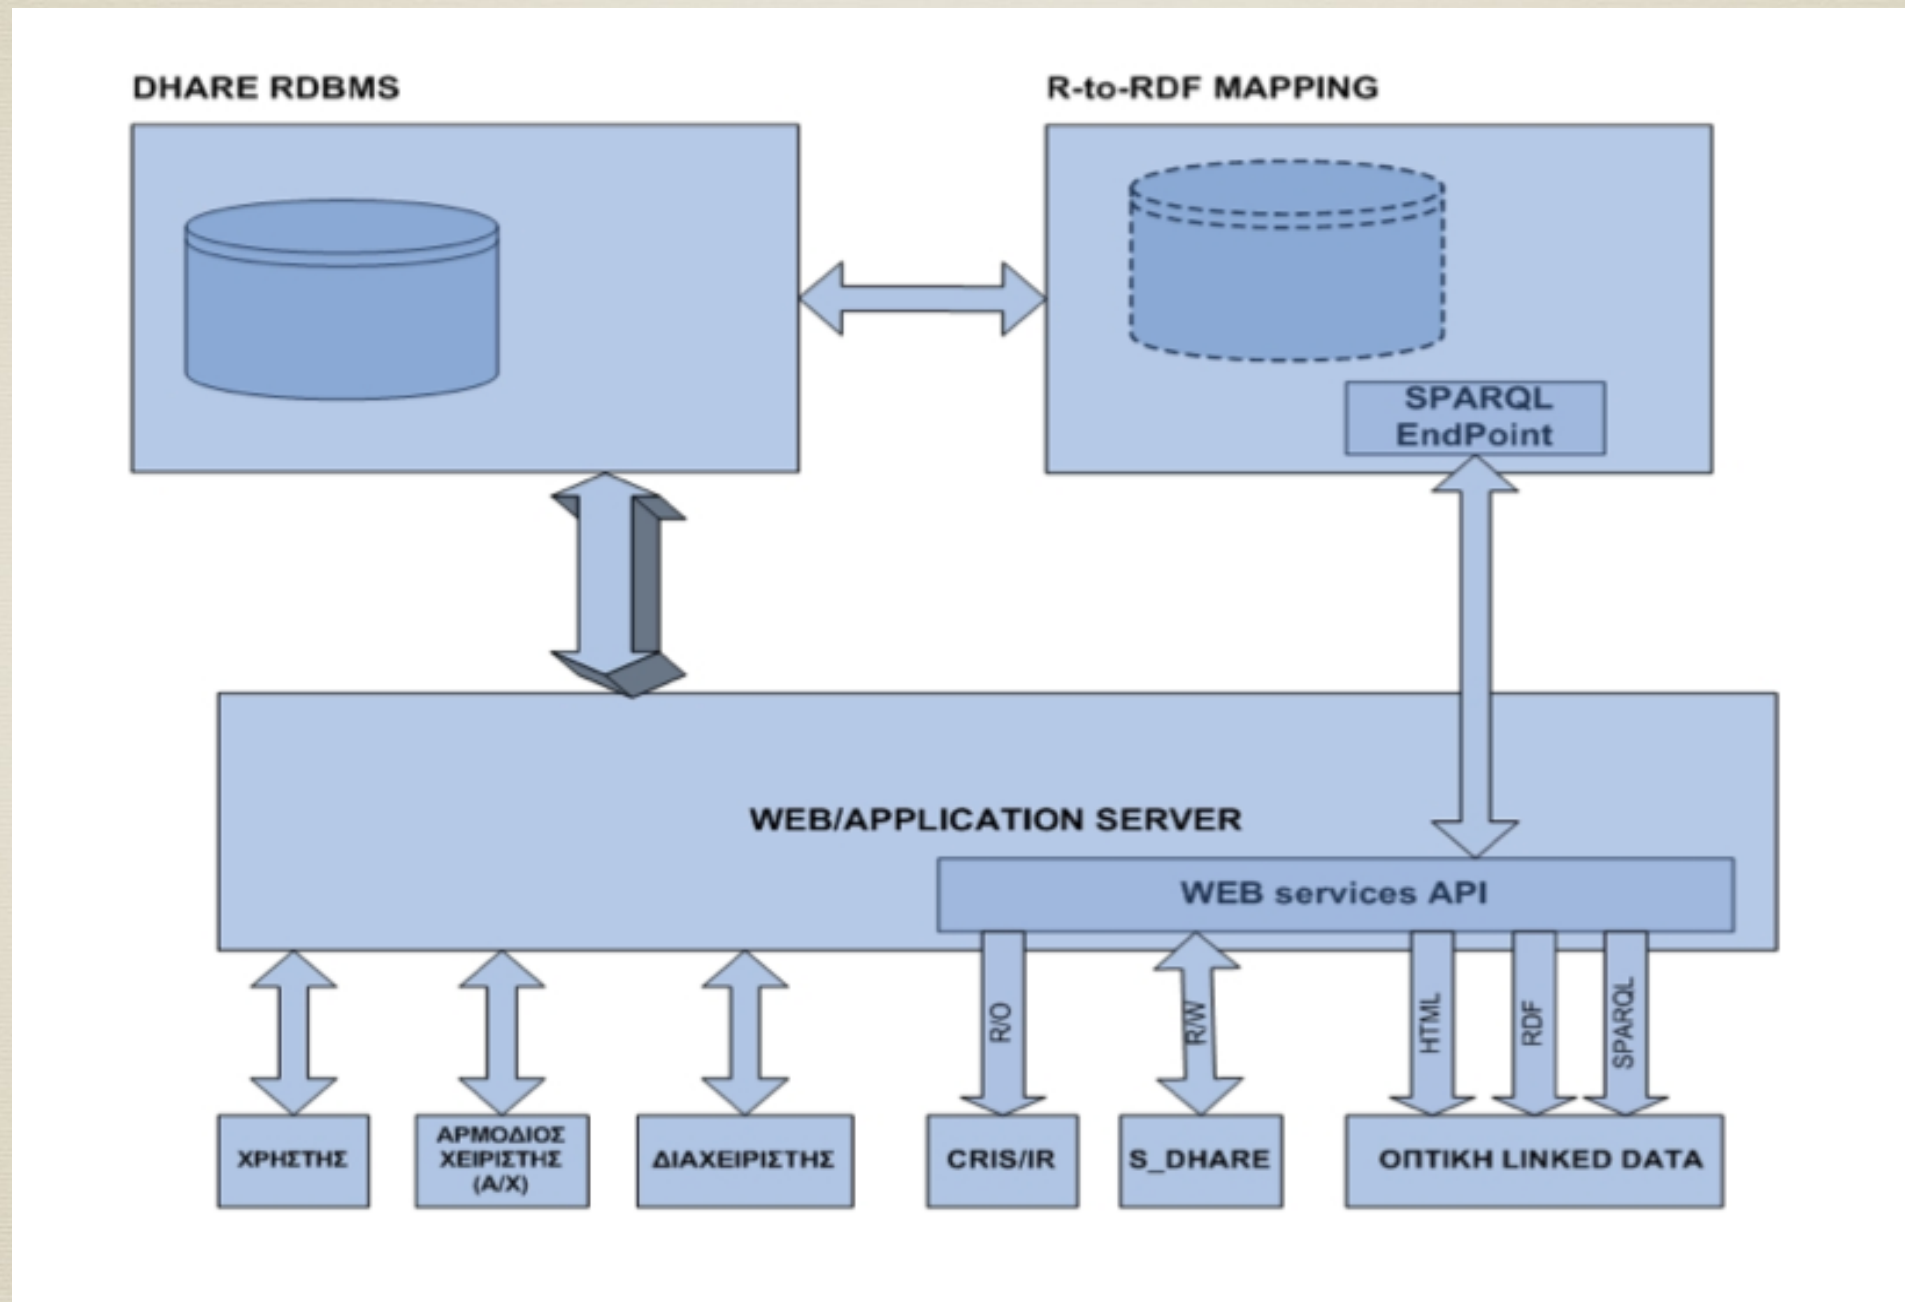 DHARE RDBMS
R-to-RDF MAPPING
SPARQL
EndPoint
WEB/APPLICATION SERVER
WEB services API
R/O
R/W
HTML
RDF
SPARQL
ΧΡΗΣΤΗΣ
ΑΡΜΟΔΙΟΣ
ΧΕΙΡΙΣΤΗΣ
(Α/Χ)
ΔΙΑΧΕΙΡΙΣΤΗΣ
CRIS/IR
S_DHARE
ΟΠΤΙΚΗ LINKED DATA